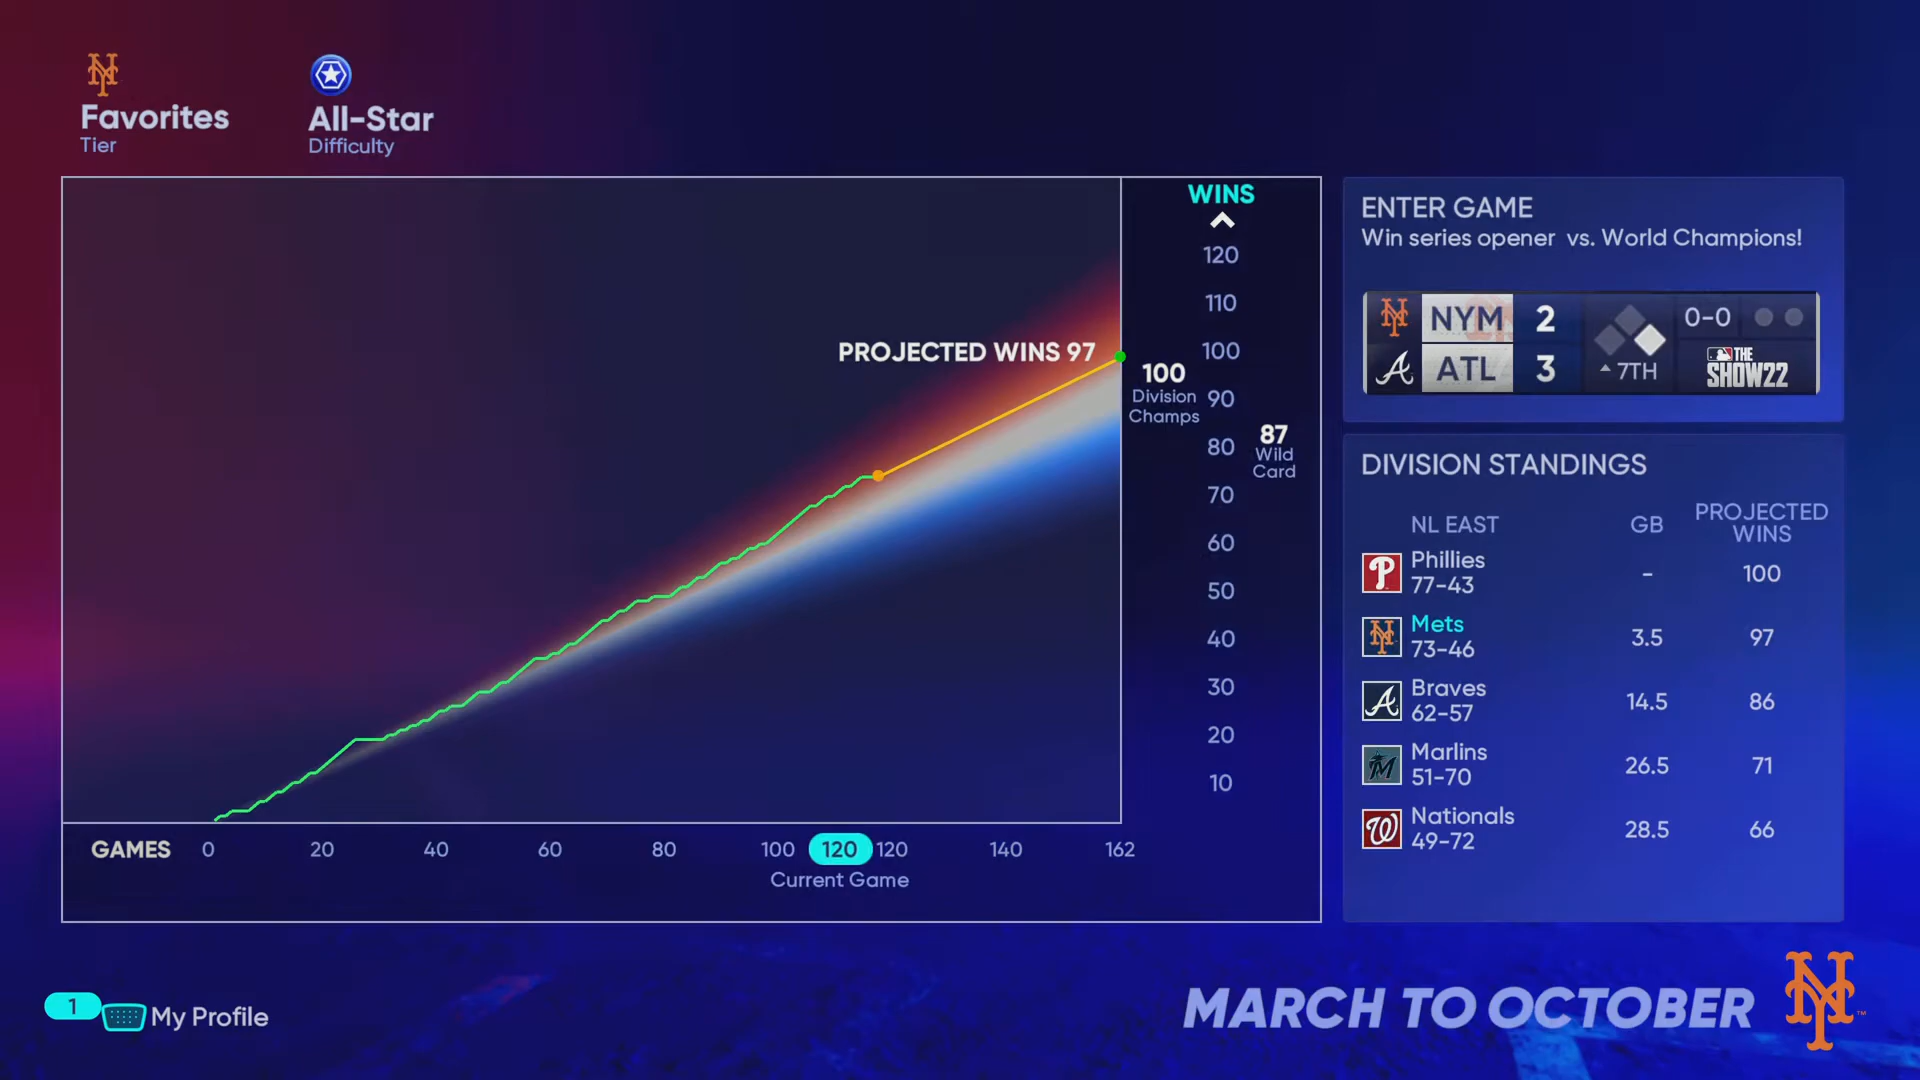 Favorites
Tier
All-Star
Difficulty
WINS
120
110
100
90
80
70
60
50
40
30
20
10
PROJECTED WINS 97
100
Division
Champs
87
Wild
Card
GAMES 0 20 40 60 80 100 120 120 140 162
Current Game
ENTER GAME
Win series opener vs. World Champions!
NYM 2 0-0
ATL 3 7TH
THE
SHOW22
DIVISION STANDINGS
NL EAST GB PROJECTED
WINS
Phillies
77-43 - 100
Mets
73-46 3.5 97
Braves
62-57 14.5 86
Marlins
51-70 26.5 71
Nationals
49-72 28.5 66
1 My Profile
MARCH TO OCTOBER